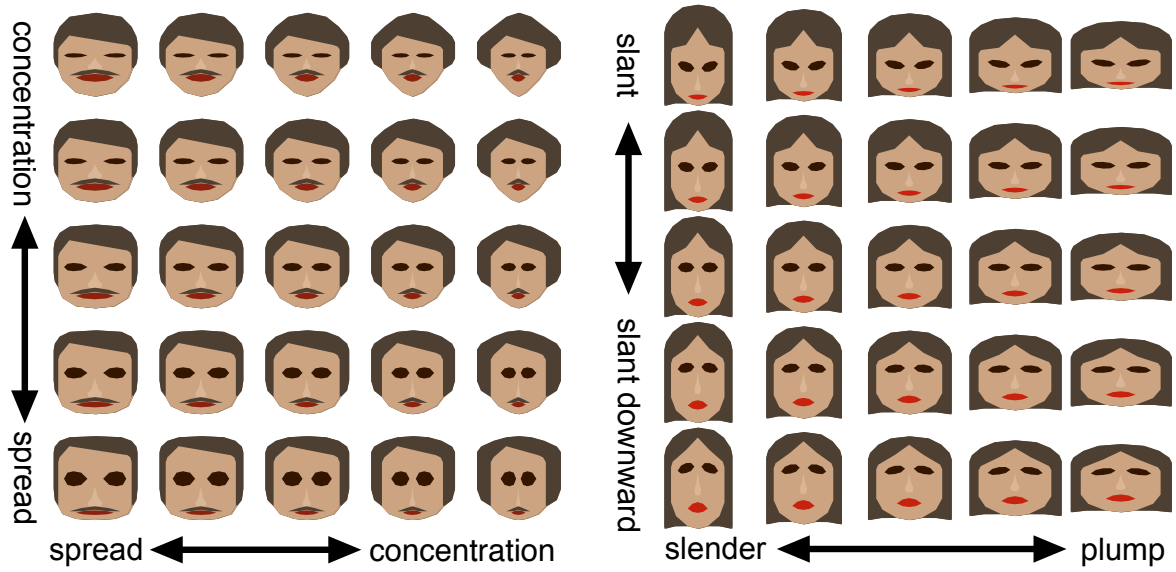 concentration
spread
spread
concentration
slant
slant downward
slender
plump